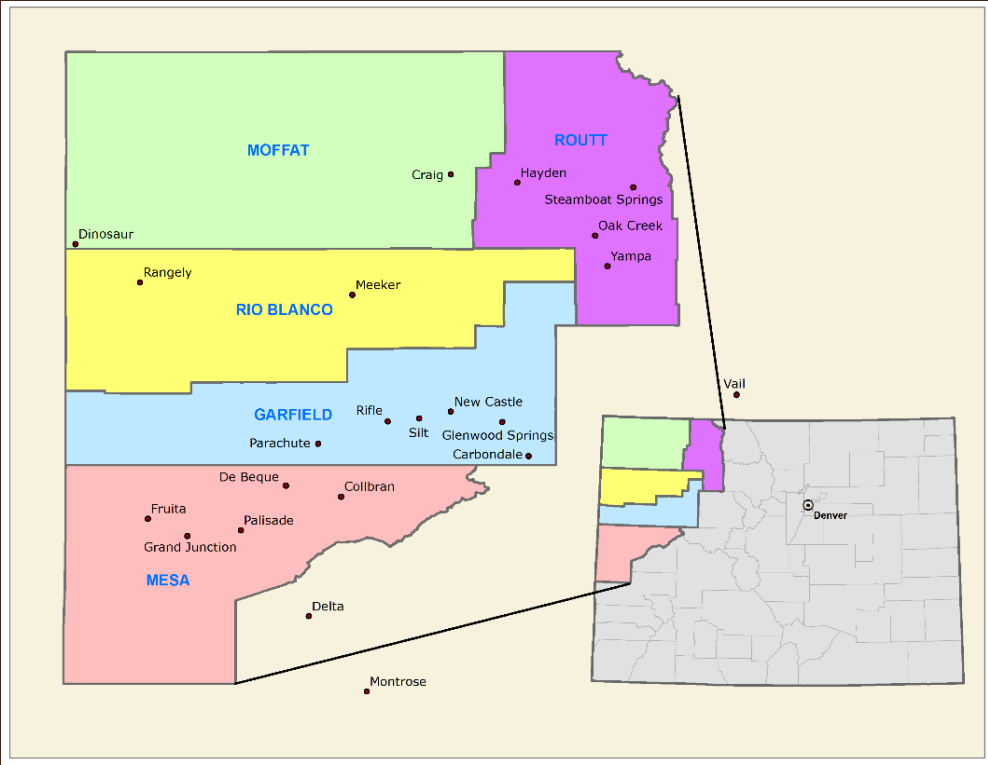 MOFFAT
ROUTT
Craig
Hayden
Steamboat Springs
Oak Creek
Dinosaur
Yampa
Rangely
Meeker
RIO BLANCO
Vail
New Castle
Rifle
GARFIELD
Silt
Glenwood Springs
Parachute
Carbondale
De Beque
Collbran
Fruita
Palisade
Grand Junction
Denver
MESA
Delta
Montrose